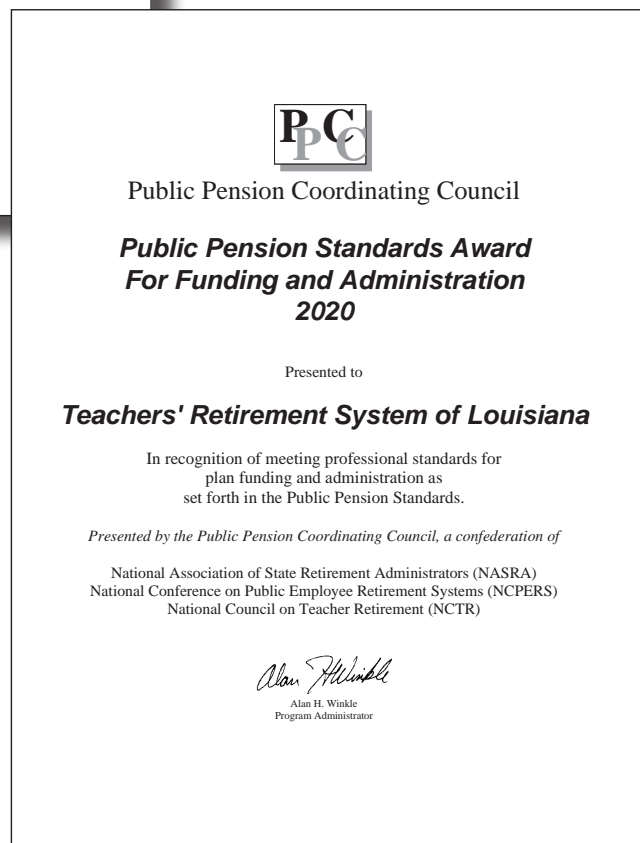 PPCC
Public Pension Coordinating Council
Public Pension Standards Award
For Funding and Administration
2020
Presented to
Teachers' Retirement System of Louisiana
In recognition of meeting professional standards for
plan funding and administration as
set forth in the Public Pension Standards.
Presented by the Public Pension Coordinating Council, a confederation of
National Association of State Retirement Administrators (NASRA)
National Conference on Public Employee Retirement Systems (NCPERS)
National Council on Teacher Retirement (NCTR)
Alan H Winkle
Alan H. Winkle
Program Administrator